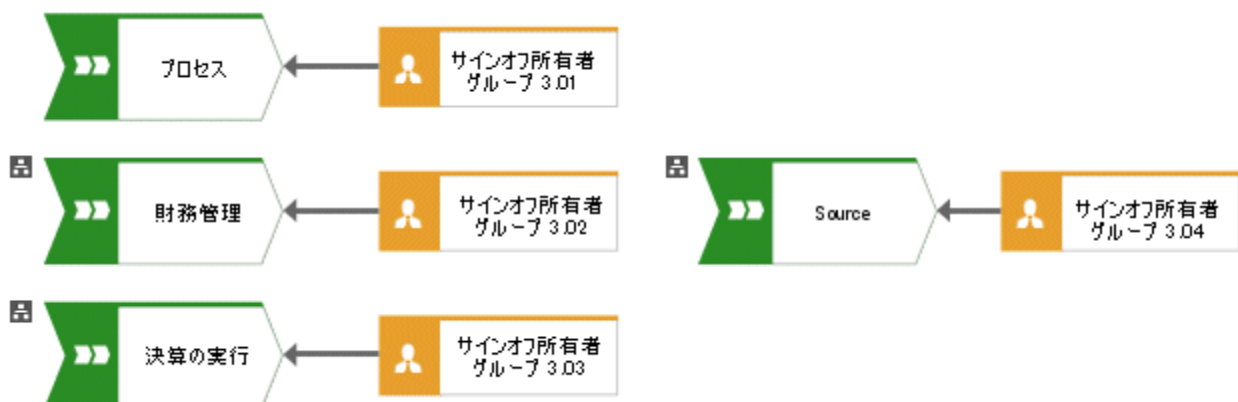 プロセス
サインオフ所有者
グループ 3.01
財務管理
サインオフ所有者
グループ 3.02
Source
サインオフ所有者
グループ 3.04
決算の実行
サインオフ所有者
グループ 3.03